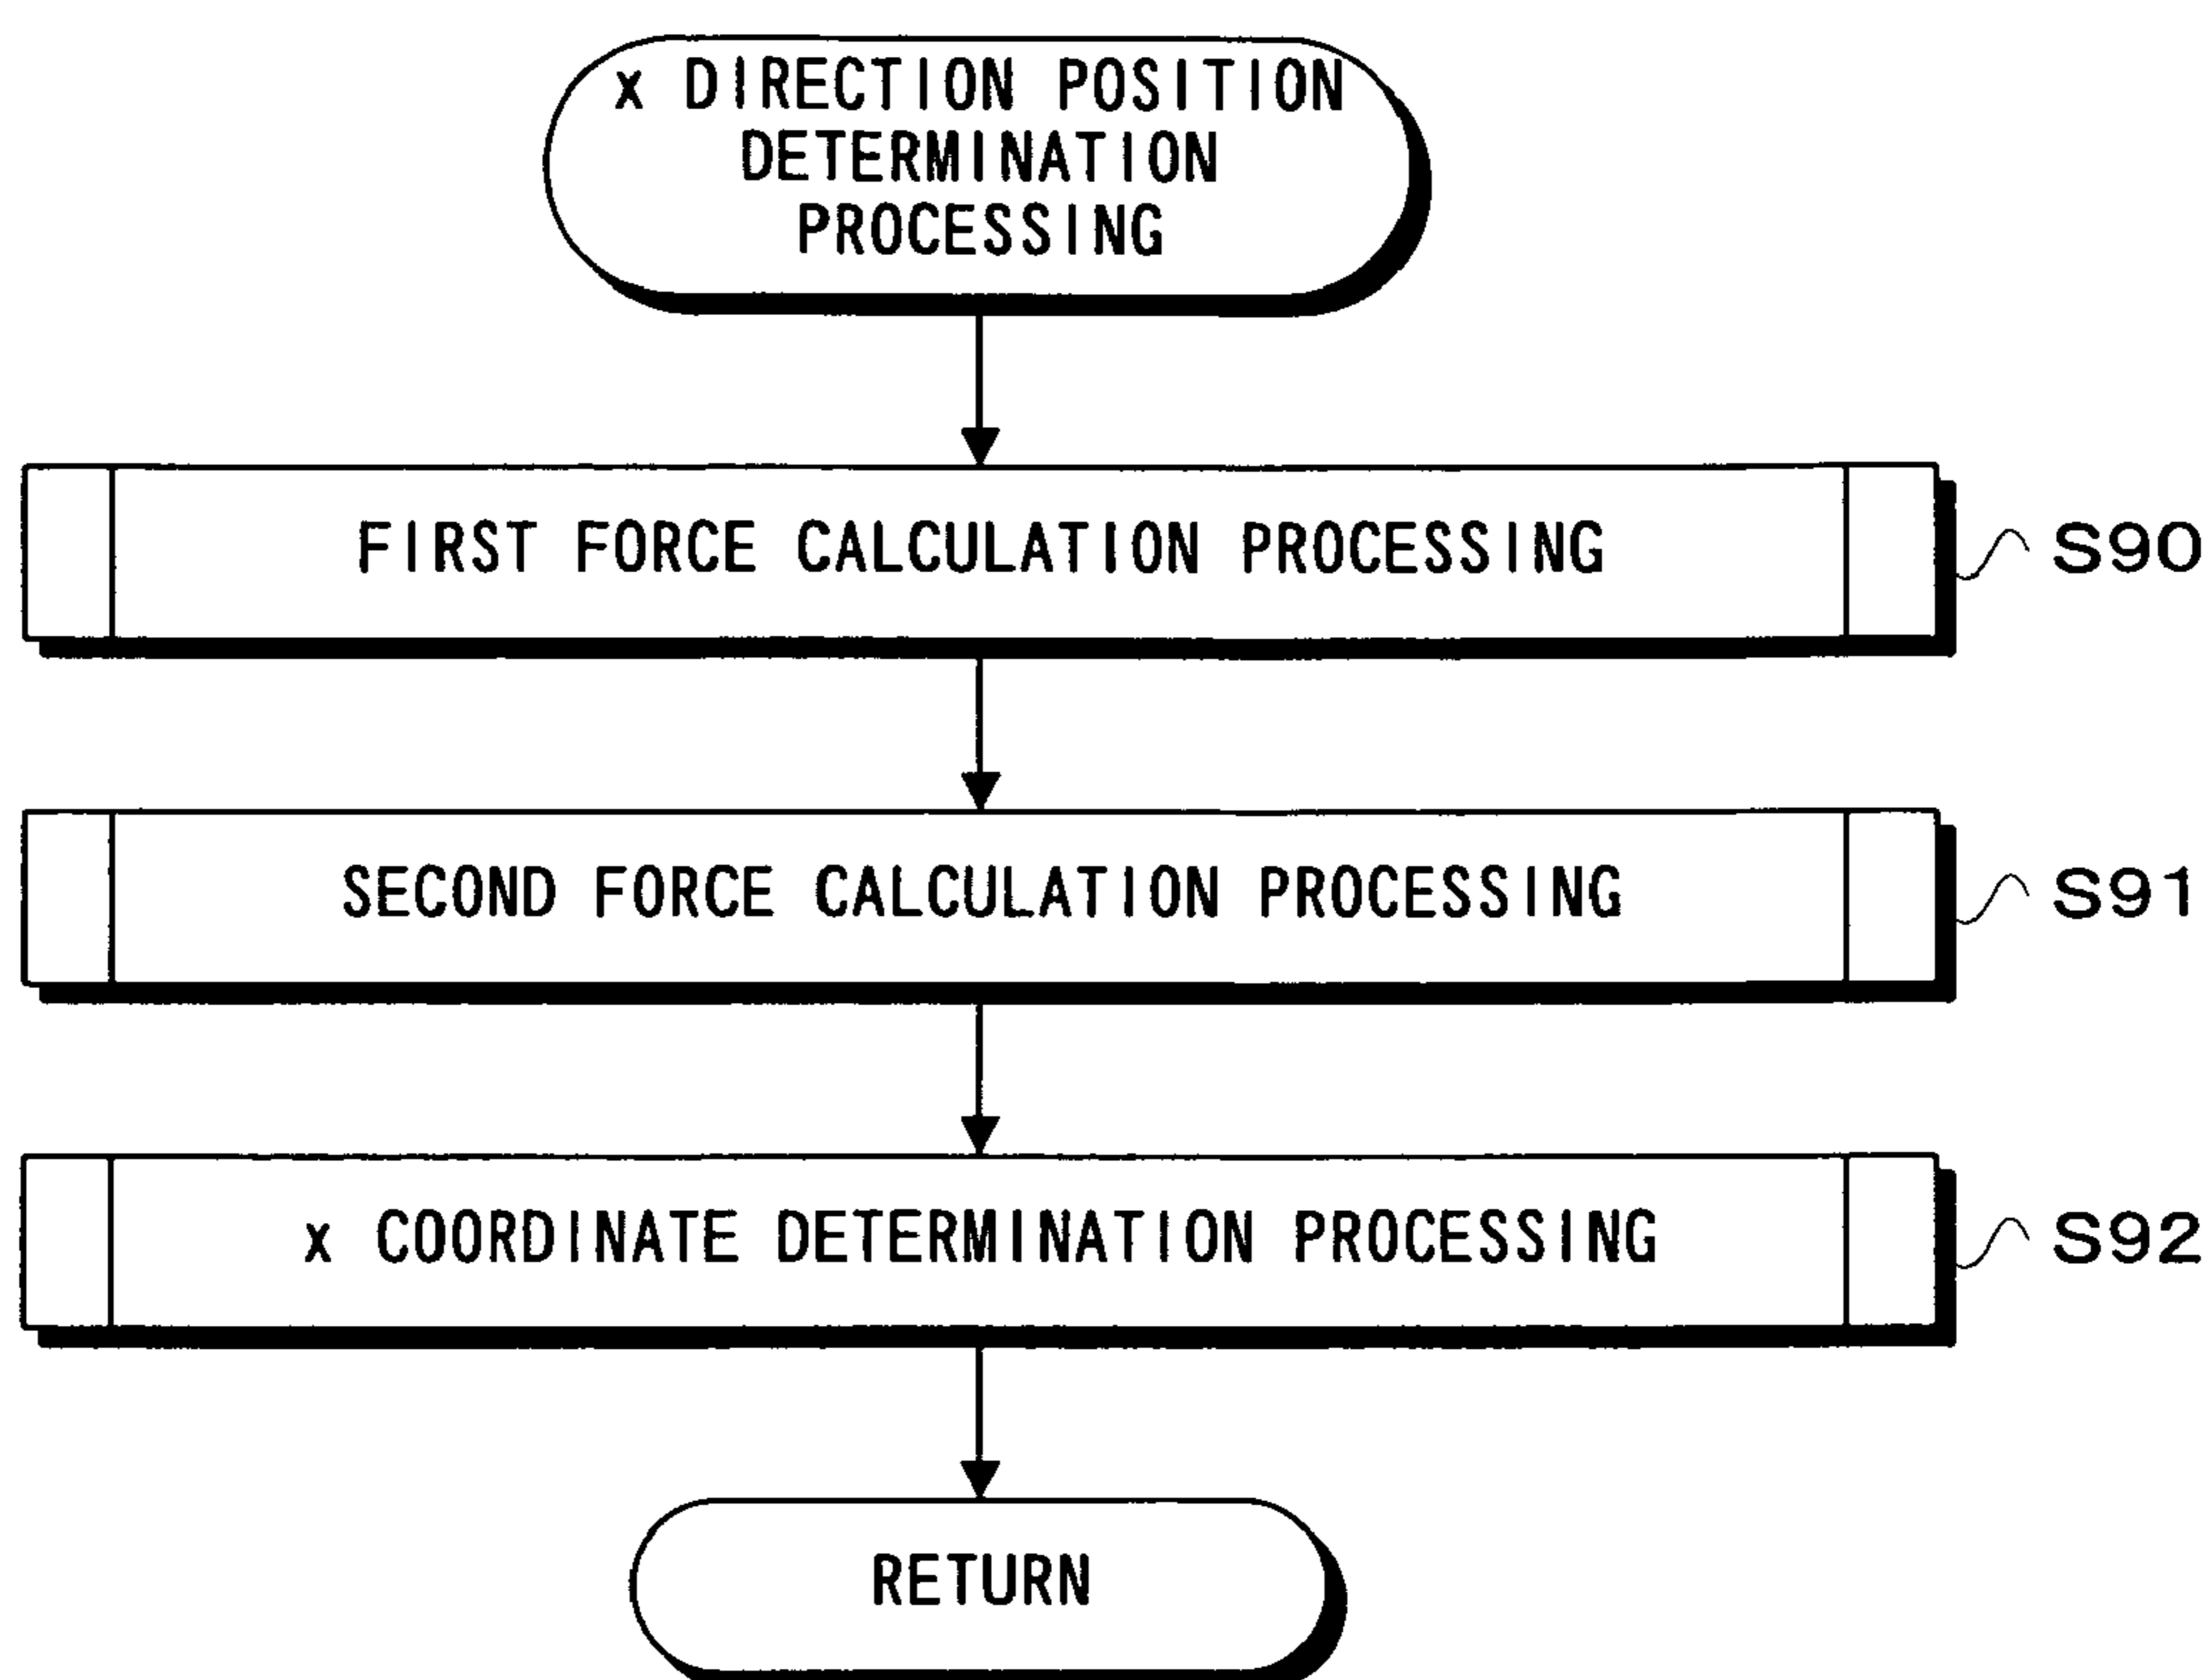 x DIRECTION POSITION
DETERMINATION
PROCESSING
FIRST FORCE CALCULATION PROCESSING
S90
SECOND FORCE CALCULATION PROCESSING
S91
x COORDINATE DETERMINATION PROCESSING
S92
RETURN